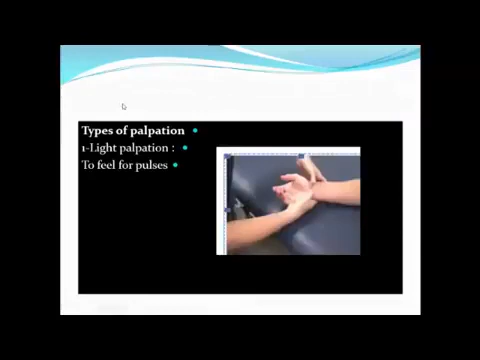 Types of palpation
1-Light palpation :
To feel for pulses